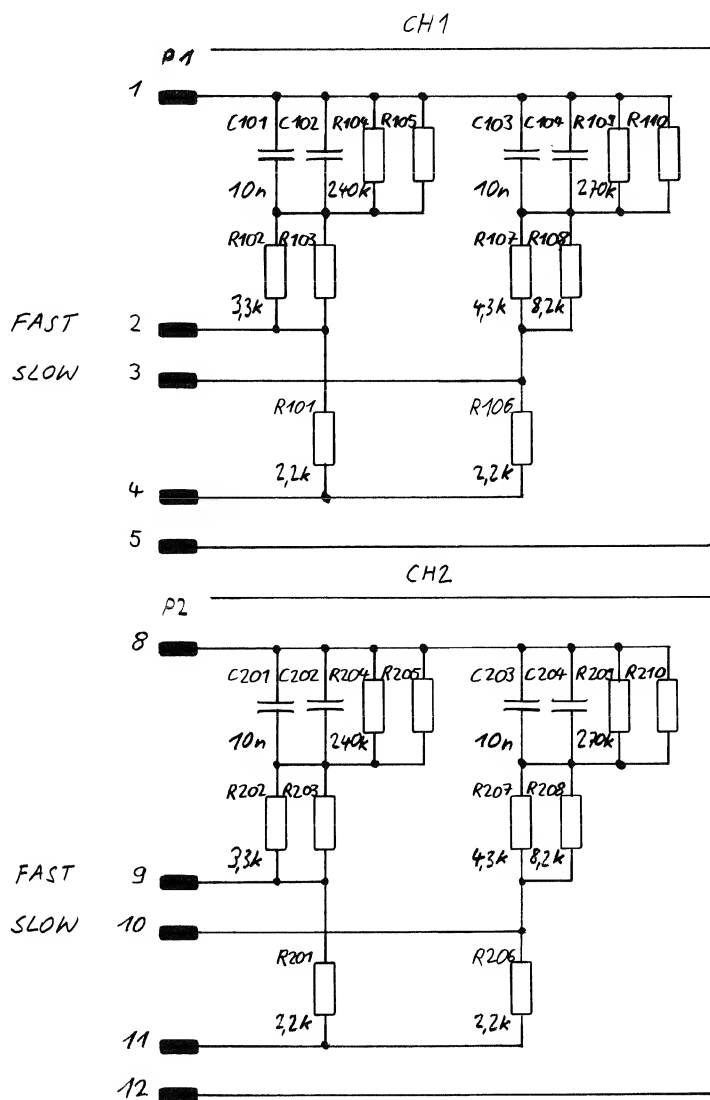 CH1
P1
1
C101 C102 R104 R105 C103 C104 R109 R110
10n 240k 10n 270k
R102 R103 R107 R108
3,3k 4,3k 8,2k
FAST 2
SLOW 3
R101 R106
2,2k 2,2k
4
5
CH2
P2
8
C201 C202 R204 R205 C203 C204 R209 R210
10n 240k 10n 270k
R202 R203 R207 R208
3,3k 4,3k 8,2k
FAST 9
SLOW 10
R201 R206
2,2k 2,2k
11
12